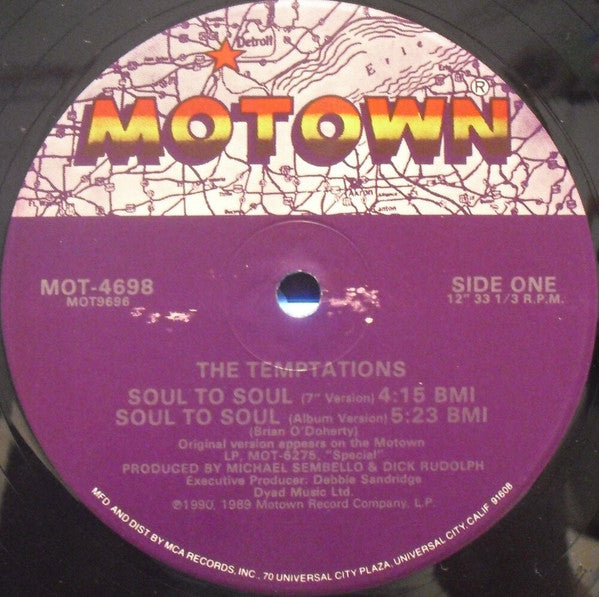 Detroit
Erie
MOTOWN®
Akron
Canton
MOT-4698
MOT9696
SIDE ONE
12" 33 1/3 R.P.M.
THE TEMPTATIONS
SOUL TO SOUL (7" Version) 4:15 BMI
SOUL TO SOUL (Album Version) 5:23 BMI
(Brian O'Doherty)
Original version appears on the Motown
LP, MOT-6275, "Special"
PRODUCED BY MICHAEL SEMBELLO & DICK RUDOLPH
Executive Producer: Debbie Sandridge
Dyad Music Ltd.
℗1990, 1989 Motown Record Company, L.P.
MFD. AND DIST. BY MCA RECORDS, INC., 70 UNIVERSAL CITY PLAZA, UNIVERSAL CITY, CALIF. 91608